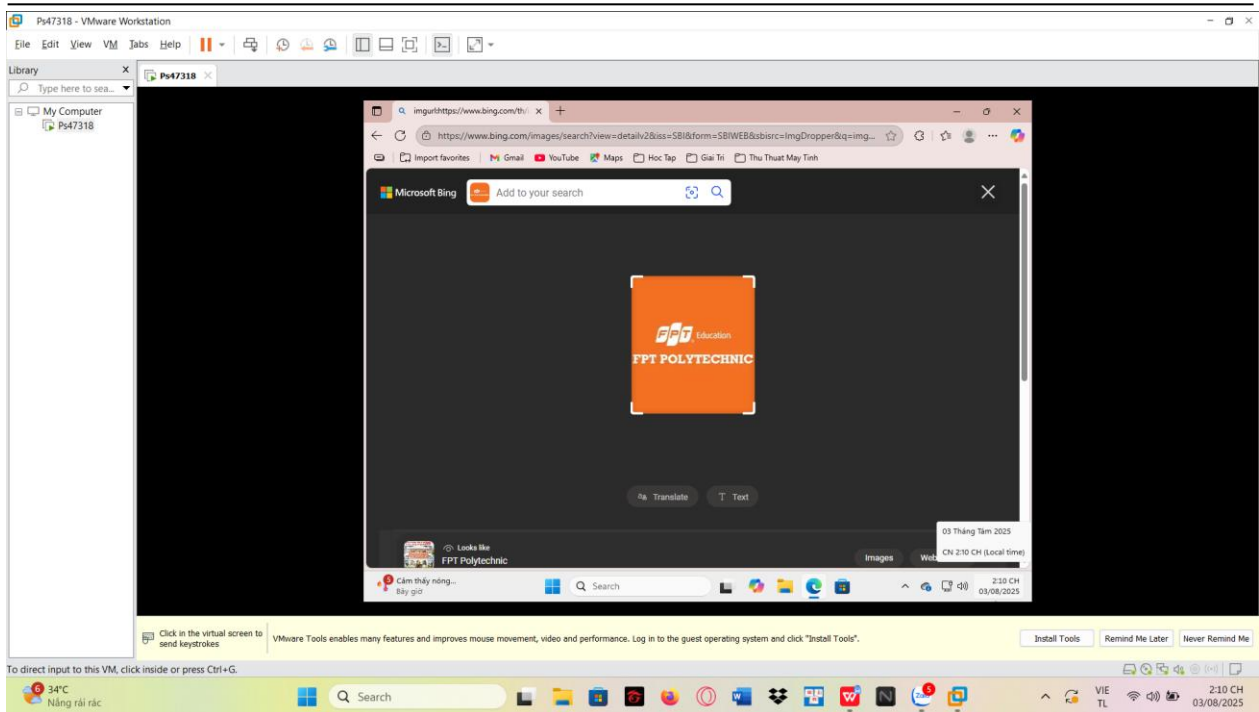 Ps47318 - VMware Workstation
File Edit View VM Tabs Help
Library X
Type here to sea...
My Computer
Ps47318
Ps47318
https://www.bing.com/images/search?view=detailv2&iss=SBI&form=SBIWEB&sbisrc=ImgDropper&q=img...
Import favorites Gmail YouTube Maps Hoc Tap Giai Tri Thu Thuat May Tinh
Microsoft Bing Add to your search
FPT Education
FPT POLYTECHNIC
Translate T Text
Looks like
FPT Polytechnic
Images
03 Tháng Tám 2025
CN 2:10 CH (Local time)
Cảm thấy nóng...
Bây giờ
Search
2:10 CH
03/08/2025
Click in the virtual screen to
send keystrokes
VMware Tools enables many features and improves mouse movement, video and performance. Log in to the guest operating system and click "Install Tools".
Install Tools Remind Me Later Never Remind Me
To direct input to this VM, click inside or press Ctrl+G.
34°C
Nắng rải rác
Search
VIE
TL
2:10 CH
03/08/2025